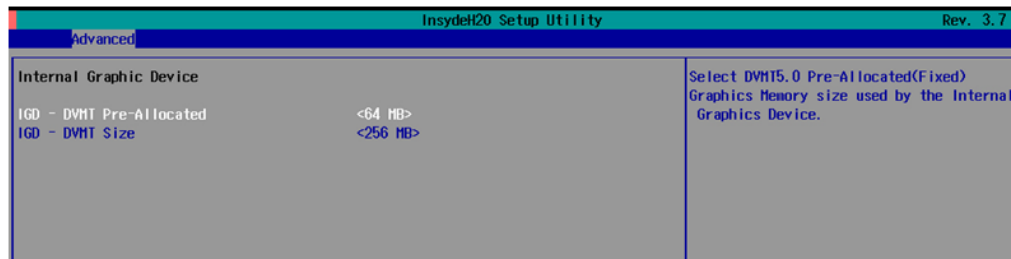 InsydeH20 Setup Utility Rev. 3.7
Advanced
Internal Graphic Device
IGD - DVMT Pre-Allocated <64 MB>
IGD - DVMT Size <256 MB>
Select DVMT5.0 Pre-Allocated(Fixed)
Graphics Memory size used by the Internal
Graphics Device.